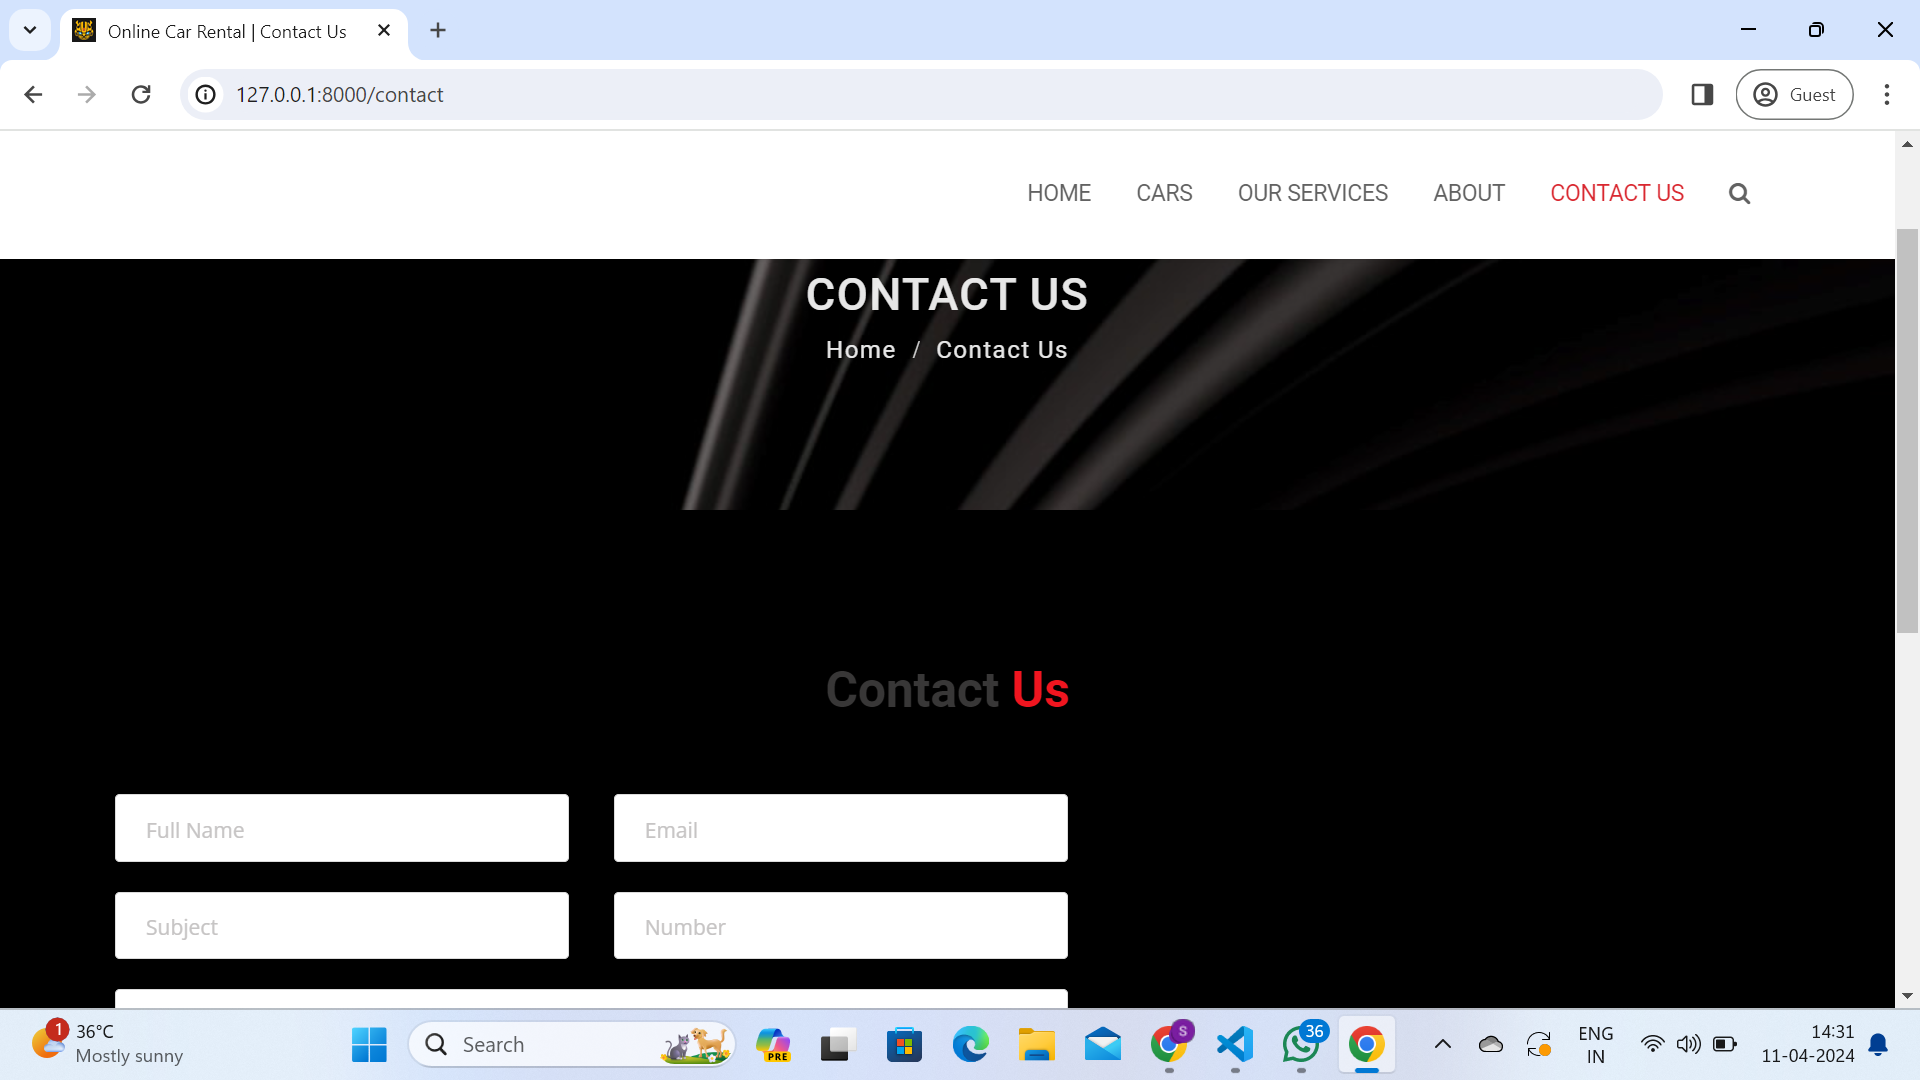 Online Car Rental | Contact Us
127.0.0.1:8000/contact
Guest
HOME CARS OUR SERVICES ABOUT CONTACT US
CONTACT US
Home / Contact Us
Contact Us
Full Name
Email
Subject
Number
1
36°C
Mostly sunny
Search
PRE
S
36
ENG
IN
14:31
11-04-2024